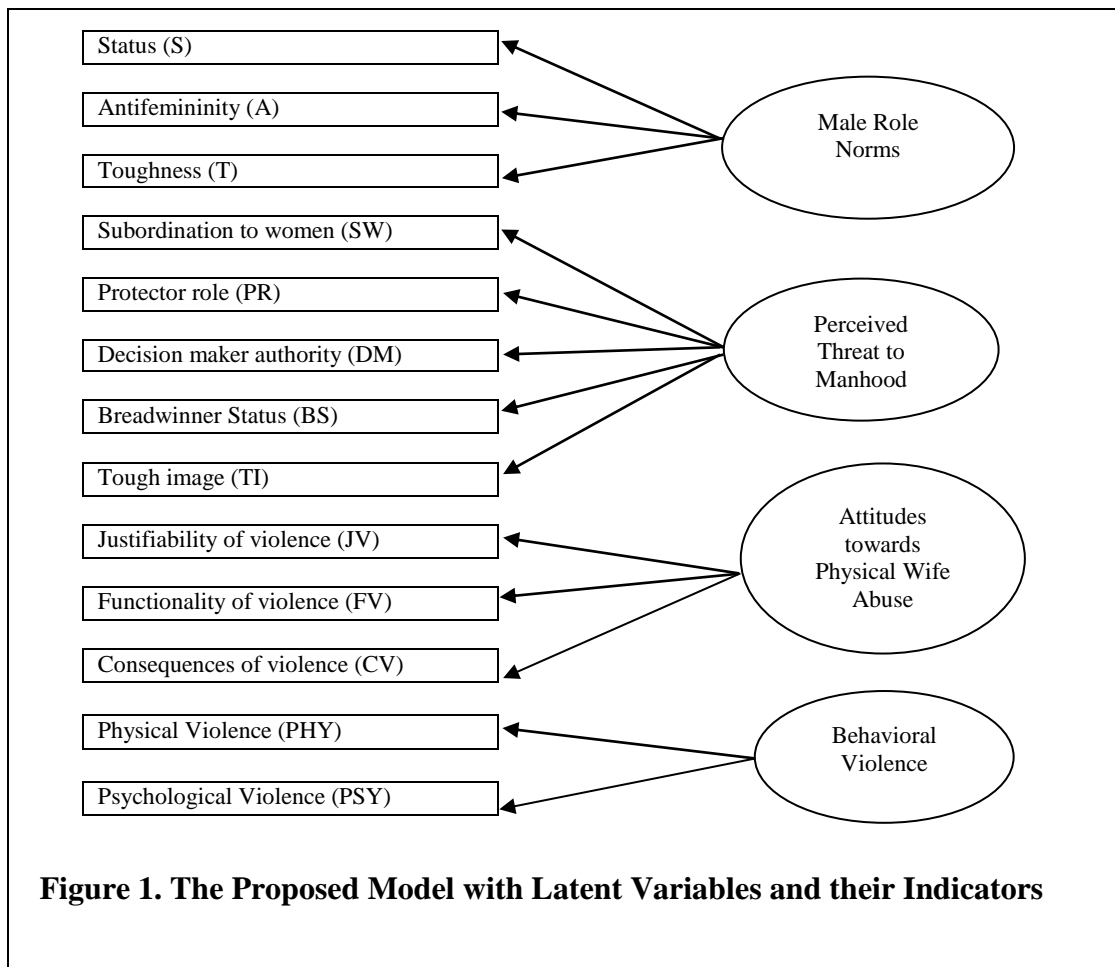 Status (S)
Antifemininity (A)
Toughness (T)
Subordination to women (SW)
Protector role (PR)
Decision maker authority (DM)
Breadwinner Status (BS)
Tough image (TI)
Justifiability of violence (JV)
Functionality of violence (FV)
Consequences of violence (CV)
Physical Violence (PHY)
Psychological Violence (PSY)
Male Role
Norms
Perceived
Threat to
Manhood
Attitudes
towards
Physical Wife
Abuse
Behavioral
Violence
Figure 1. The Proposed Model with Latent Variables and their Indicators